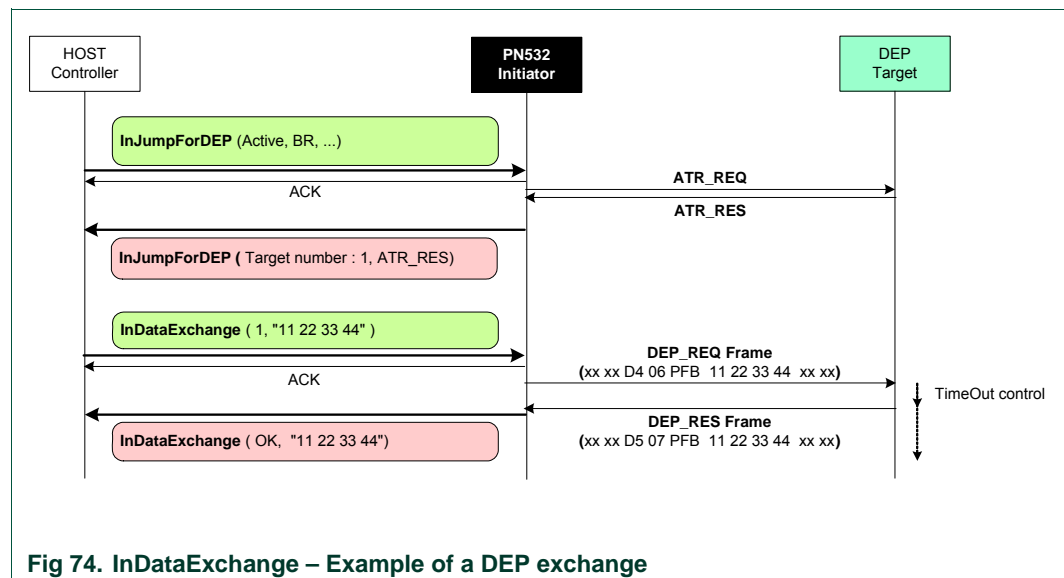 HOST
Controller
PN532
Initiator
DEP
Target
InJumpForDEP (Active, BR, ...)
ACK
ATR_REQ
ATR_RES
InJumpForDEP ( Target number : 1, ATR_RES)
InDataExchange ( 1, "11 22 33 44" )
ACK
DEP_REQ Frame
(xx xx D4 06 PFB 11 22 33 44 xx xx)
TimeOut control
DEP_RES Frame
(xx xx D5 07 PFB 11 22 33 44 xx xx)
InDataExchange ( OK, "11 22 33 44")
Fig 74. InDataExchange – Example of a DEP exchange